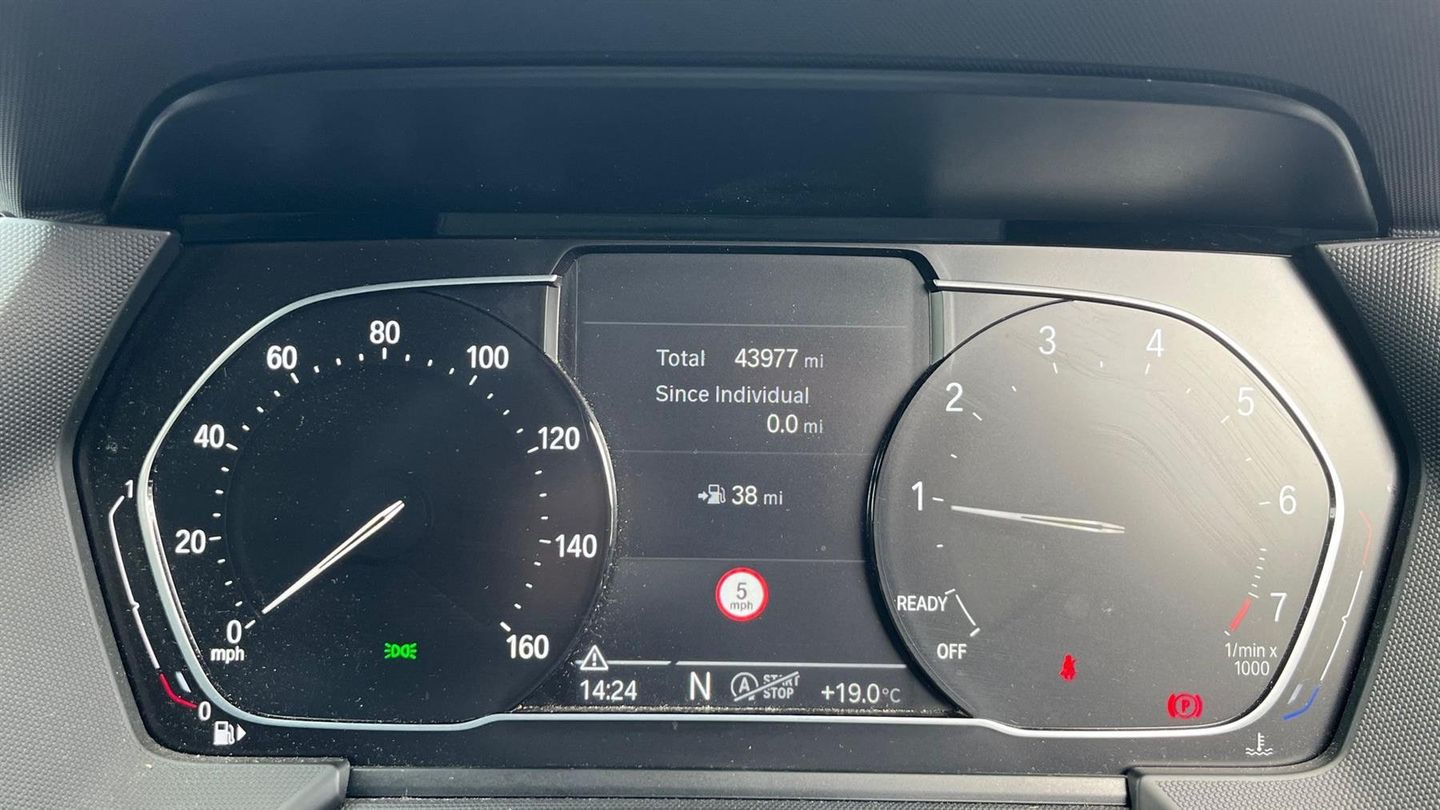 Total 43977 mi
Since Individual
0.0 mi
38 mi
5
mph
14:24 N A START STOP +19.0°C
0
mph
20
40
60
80
100
120
140
160
1
0
OFF
READY
1
2
3
4
5
6
7
1/min x
1000
P